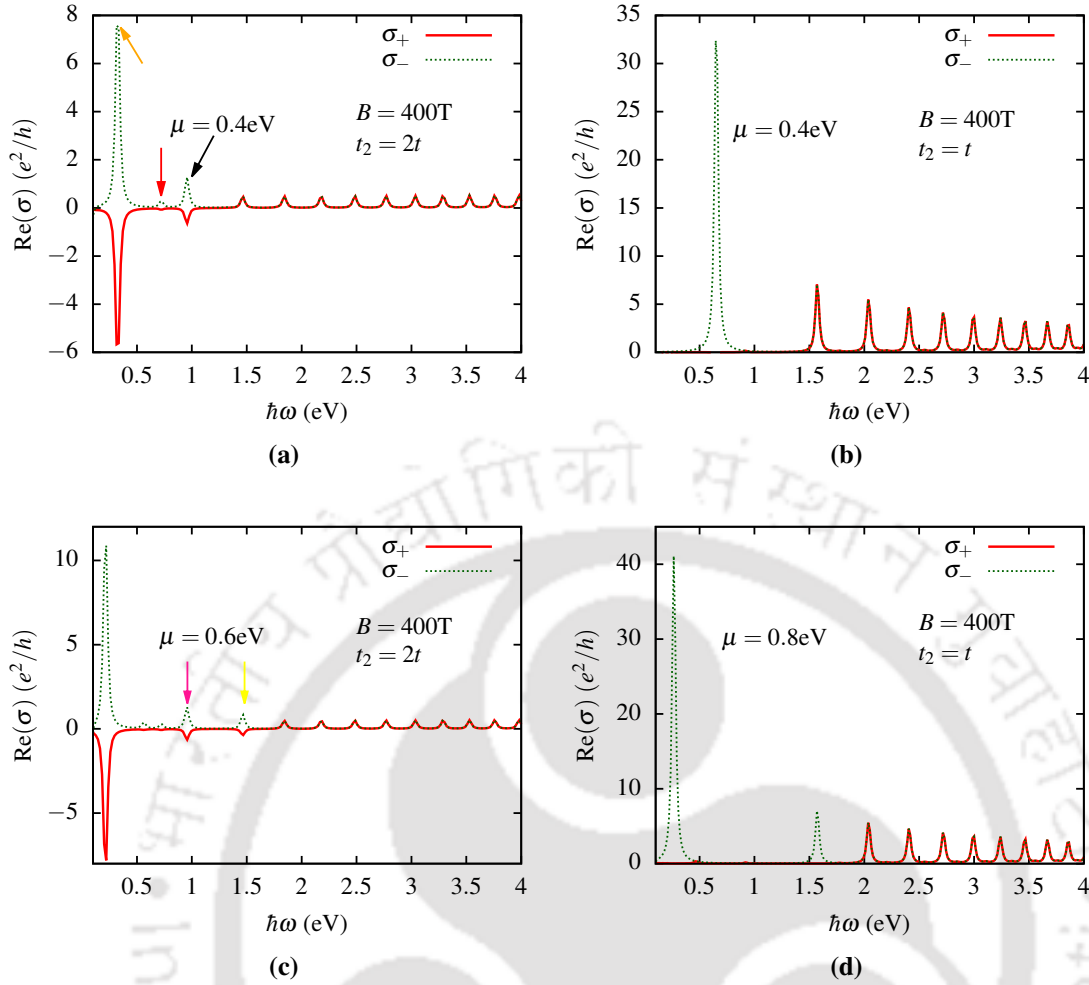 8
6
4
2
0
−2
−4
−6
0.5 1 1.5 2 2.5 3 3.5 4
Re(σ) (e²/h)
ℏω (eV)
σ₊
σ₋
μ = 0.4eV
B = 400T
t₂ = 2t
(a)
35
30
25
20
15
10
5
0
0.5 1 1.5 2 2.5 3 3.5 4
Re(σ) (e²/h)
ℏω (eV)
σ₊
σ₋
μ = 0.4eV
B = 400T
t₂ = t
(b)
10
5
0
−5
0.5 1 1.5 2 2.5 3 3.5 4
Re(σ) (e²/h)
ℏω (eV)
σ₊
σ₋
μ = 0.6eV
B = 400T
t₂ = 2t
(c)
40
30
20
10
0
0.5 1 1.5 2 2.5 3 3.5 4
Re(σ) (e²/h)
ℏω (eV)
σ₊
σ₋
μ = 0.8eV
B = 400T
t₂ = t
(d)